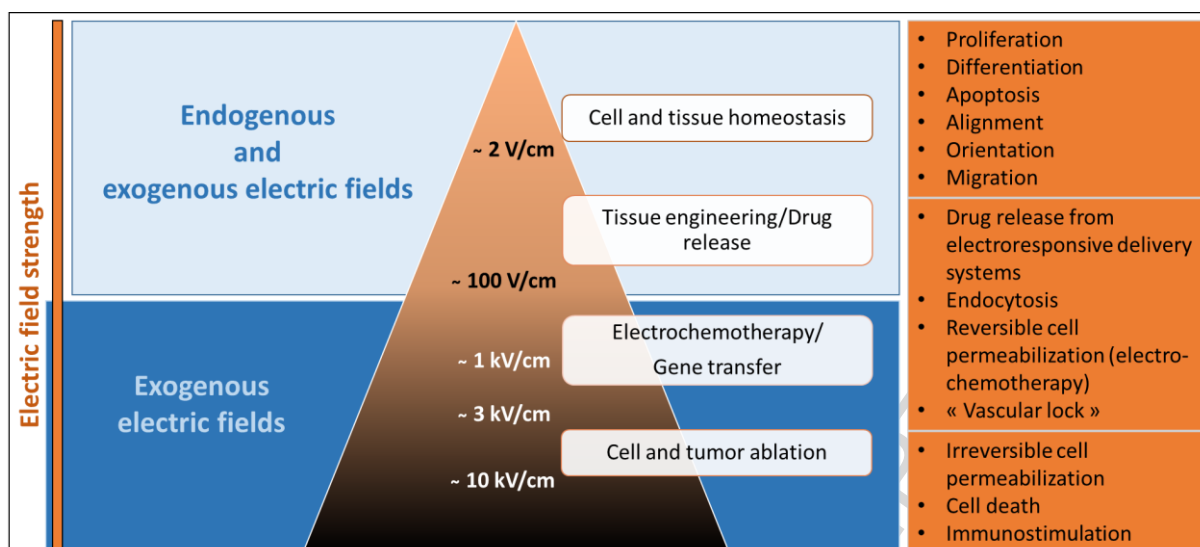 Electric field strength
Endogenous
and
exogenous electric fields
Exogenous
electric fields
~ 2 V/cm
~ 100 V/cm
~ 1 kV/cm
~ 3 kV/cm
~ 10 kV/cm
Cell and tissue homeostasis
Tissue engineering/Drug
release
Electrochemotherapy/
Gene transfer
Cell and tumor ablation
• Proliferation
• Differentiation
• Apoptosis
• Alignment
• Orientation
• Migration
• Drug release from
electroresponsive delivery
systems
• Endocytosis
• Reversible cell
permeabilization (electro-
chemotherapy)
• « Vascular lock »
• Irreversible cell
permeabilization
• Cell death
• Immunostimulation